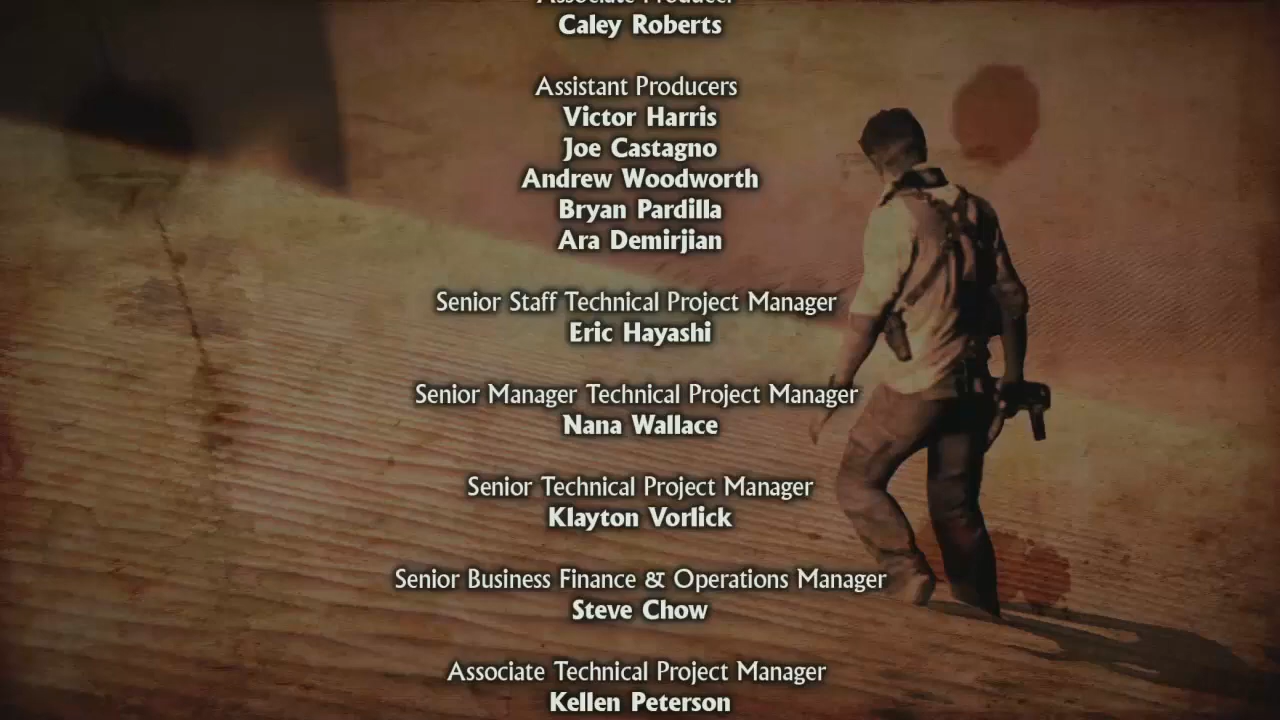 Associate Producer
Caley Roberts
Assistant Producers
Victor Harris
Joe Castagno
Andrew Woodworth
Bryan Pardilla
Ara Demirjian
Senior Staff Technical Project Manager
Eric Hayashi
Senior Manager Technical Project Manager
Nana Wallace
Senior Technical Project Manager
Klayton Vorlick
Senior Business Finance & Operations Manager
Steve Chow
Associate Technical Project Manager
Kellen Peterson